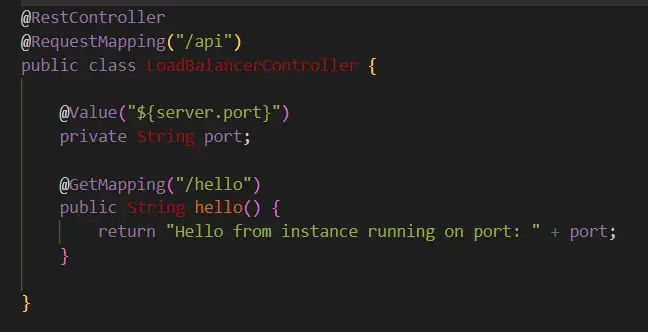 @RestController
@RequestMapping("/api")
public class LoadBalancerController {
@Value("${server.port}")
private String port;
@GetMapping("/hello")
public String hello() {
return "Hello from instance running on port: " + port;
}
}